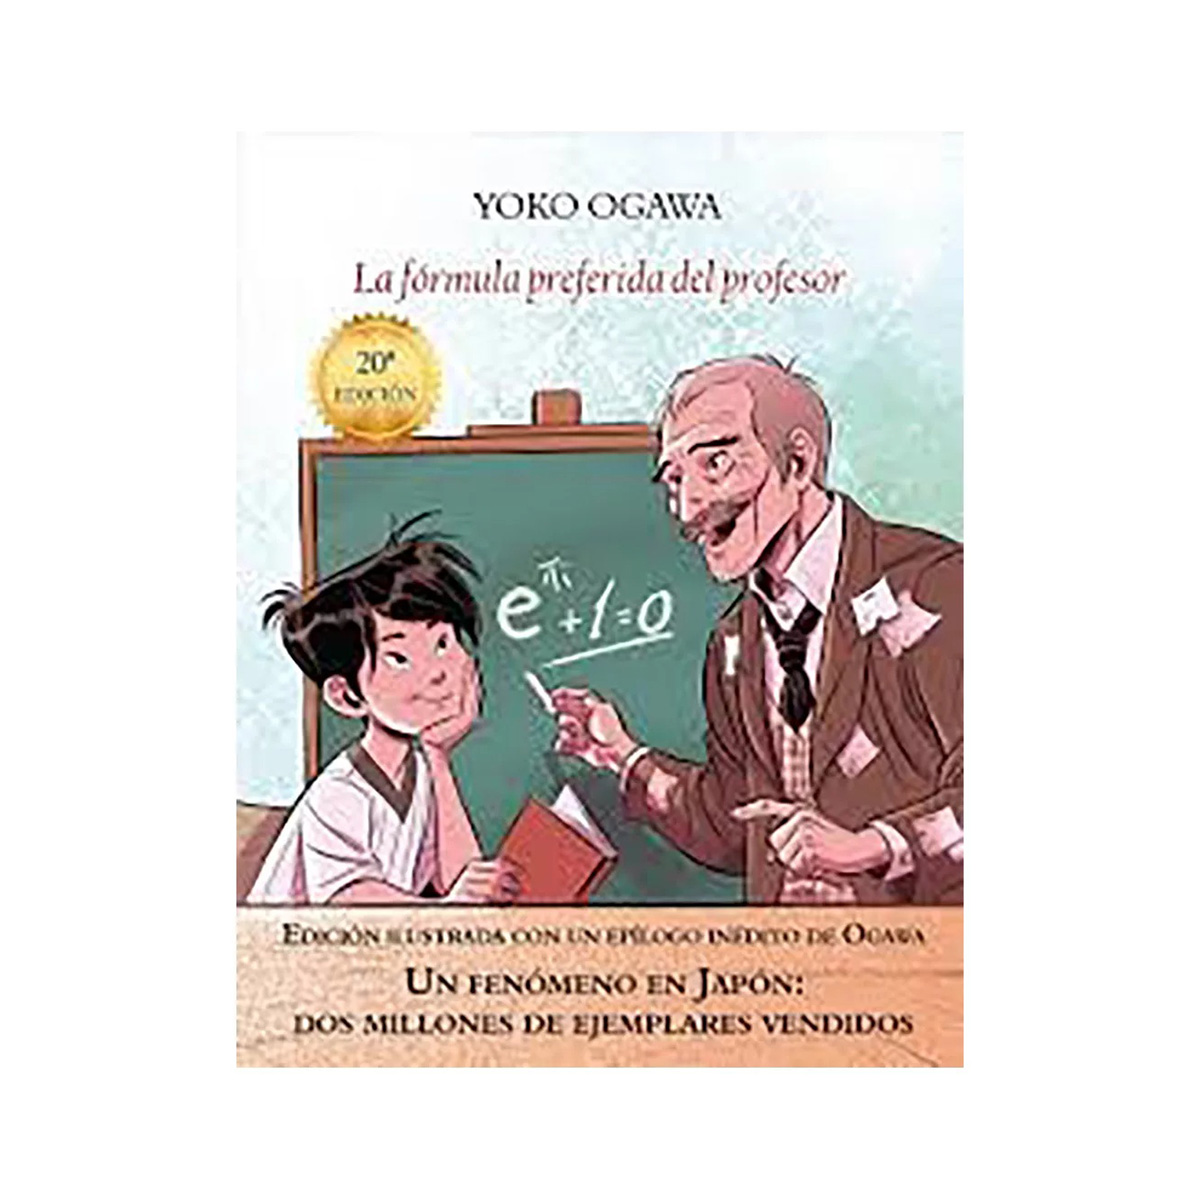 YOKO OGAWA
La fórmula preferida del profesor
20ª
EDICIÓN
e^πi +1=0
EDICIÓN ILUSTRADA CON UN EPÍLOGO INÉDITO DE OGAWA
UN FENÓMENO EN JAPÓN:
DOS MILLONES DE EJEMPLARES VENDIDOS